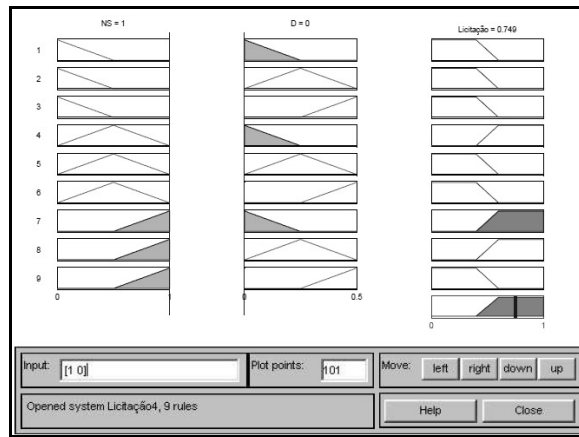 NS = 1
D = 0
Licitação = 0.749
1
2
3
4
5
6
7
8
9
0
1
0
0.5
0
1
Input:
[1 0]
Plot points:
101
Move:
left
right
down
up
Opened system Licitação4, 9 rules
Help
Close